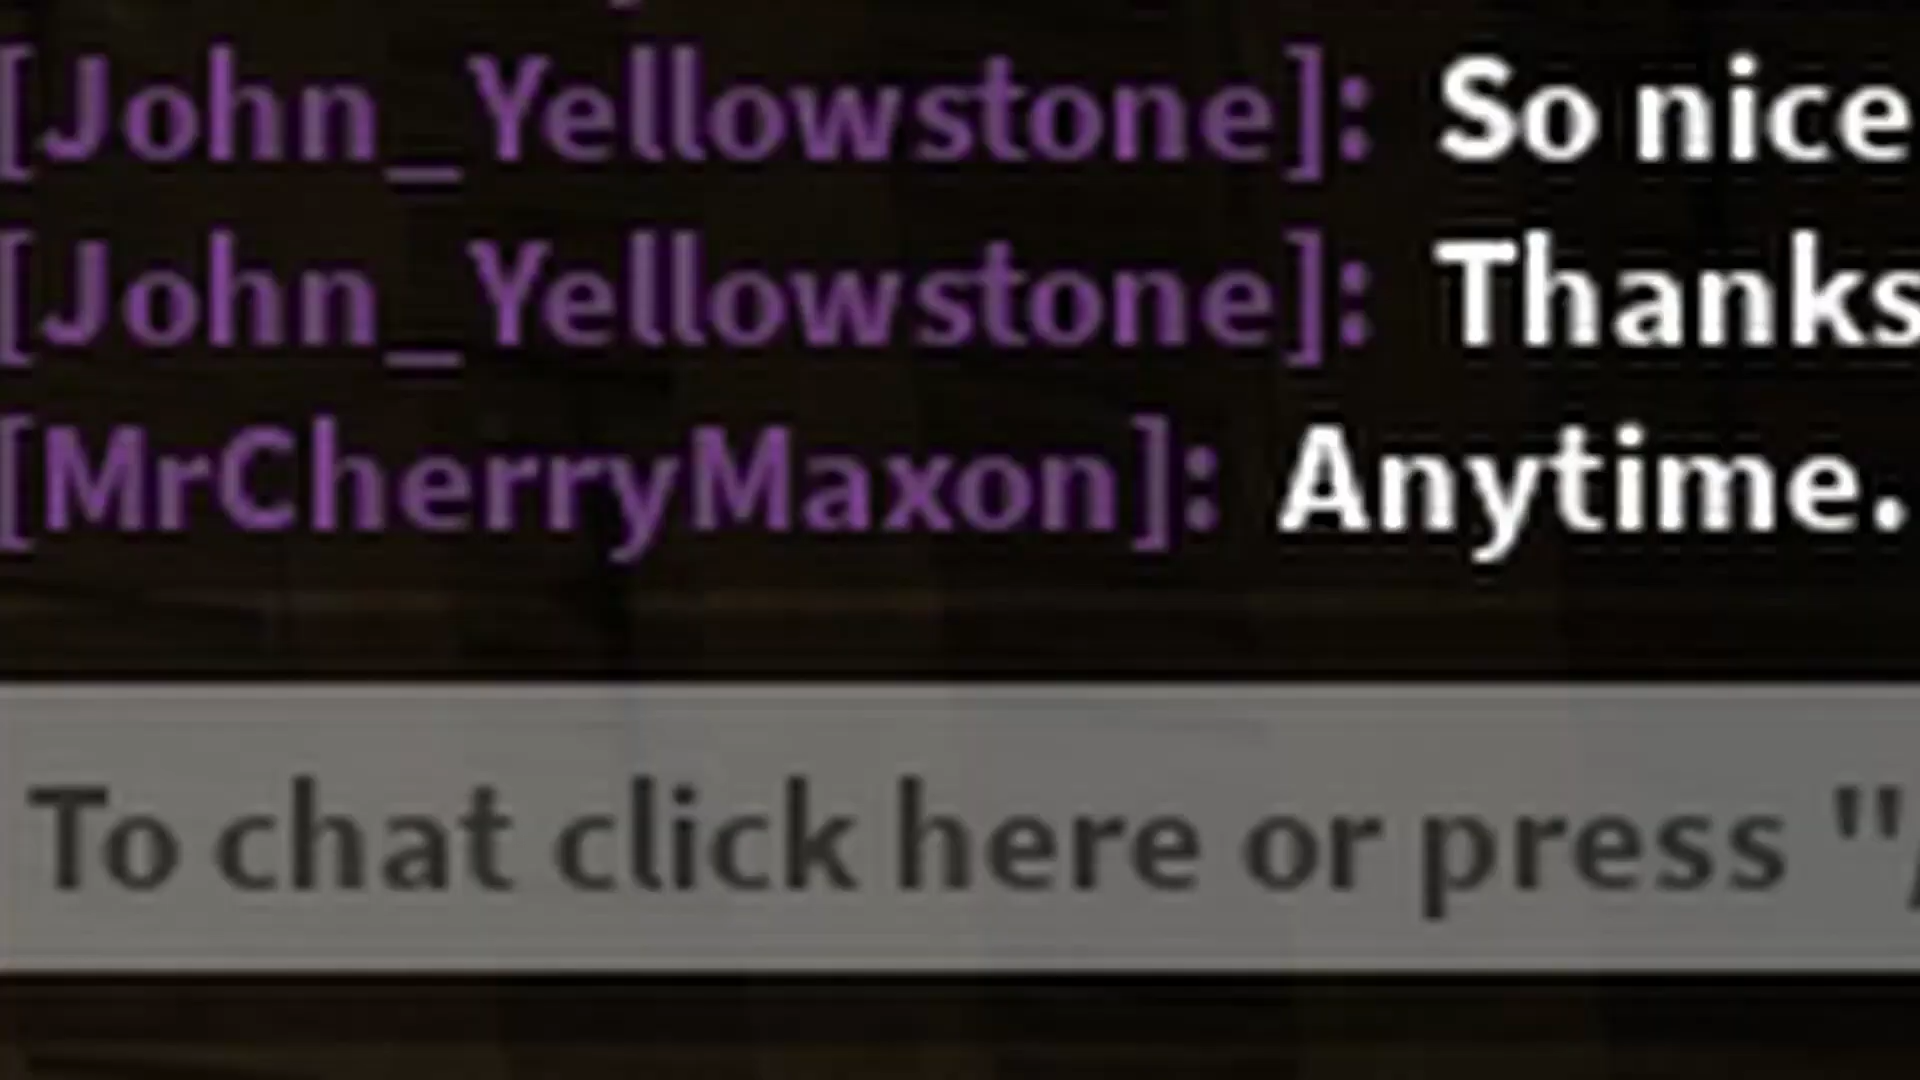 [John_Yellowstone]: So nice
[John_Yellowstone]: Thanks
[MrCherryMaxon]: Anytime.
To chat click here or press "/